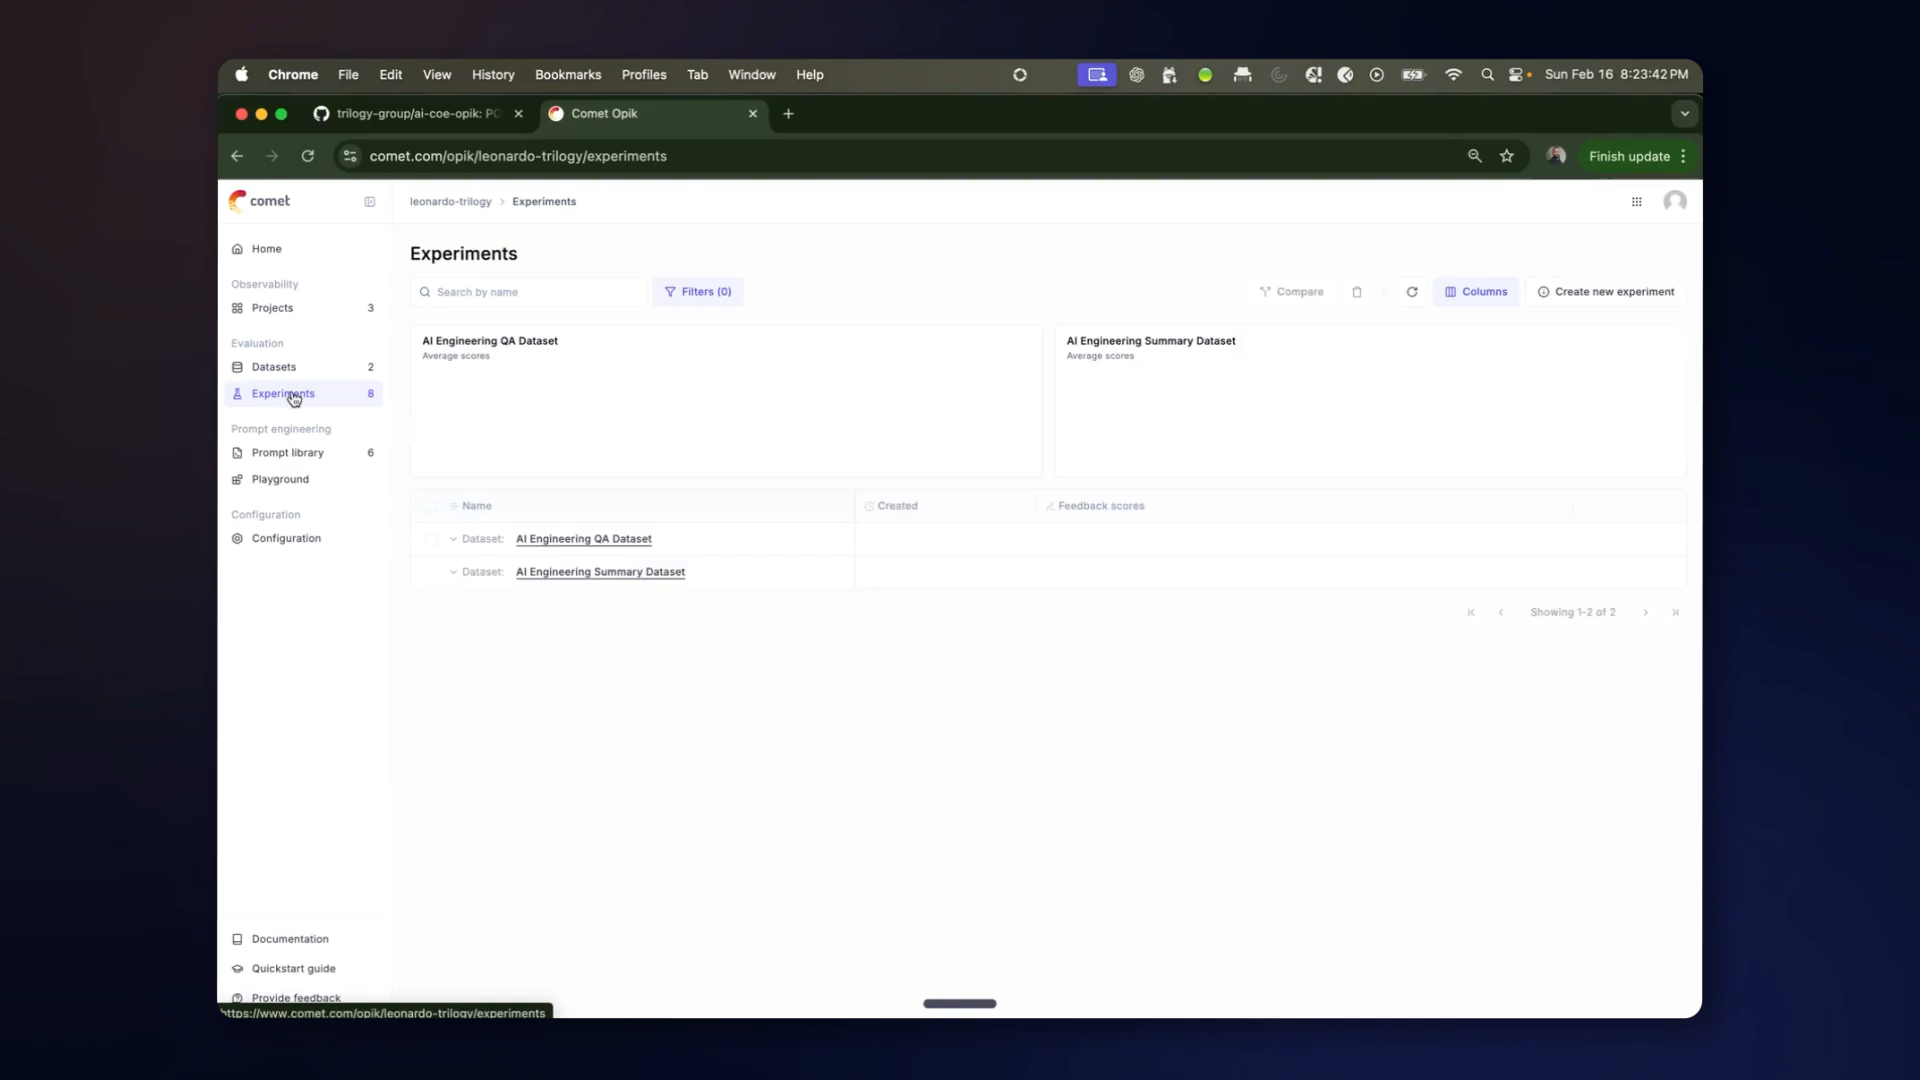 Chrome File Edit View History Bookmarks Profiles Tab Window Help Sun Feb 16 8:23:42 PM
trilogy-group/ai-coe-opik: PO Comet Opik
comet.com/opik/leonardo-trilogy/experiments Finish update
comet leonardo-trilogy Experiments
Home
Experiments
Observability
Projects 3
Search by name Filters (0) Compare Columns Create new experiment
Evaluation
Datasets 2
Experiments 8
AI Engineering QA Dataset
Average scores
AI Engineering Summary Dataset
Average scores
Prompt engineering
Prompt library 6
Playground
Configuration
Configuration
Name Created Feedback scores
Dataset: AI Engineering QA Dataset
Dataset: AI Engineering Summary Dataset
Showing 1-2 of 2
Documentation
Quickstart guide
Provide feedback
https://www.comet.com/opik/leonardo-trilogy/experiments